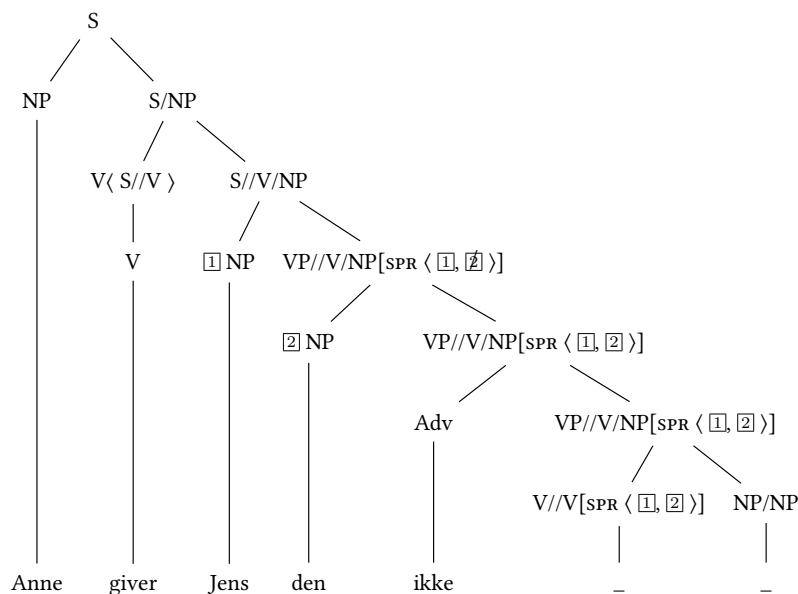 S
NP S/NP
V⟨ S//V ⟩ S//V/NP
V 1 NP VP//V/NP[SPR ⟨ 1, 2̸ ⟩]
2 NP VP//V/NP[SPR ⟨ 1, 2 ⟩]
Adv VP//V/NP[SPR ⟨ 1, 2 ⟩]
V//V[SPR ⟨ 1, 2 ⟩] NP/NP
Anne giver Jens den ikke _ _